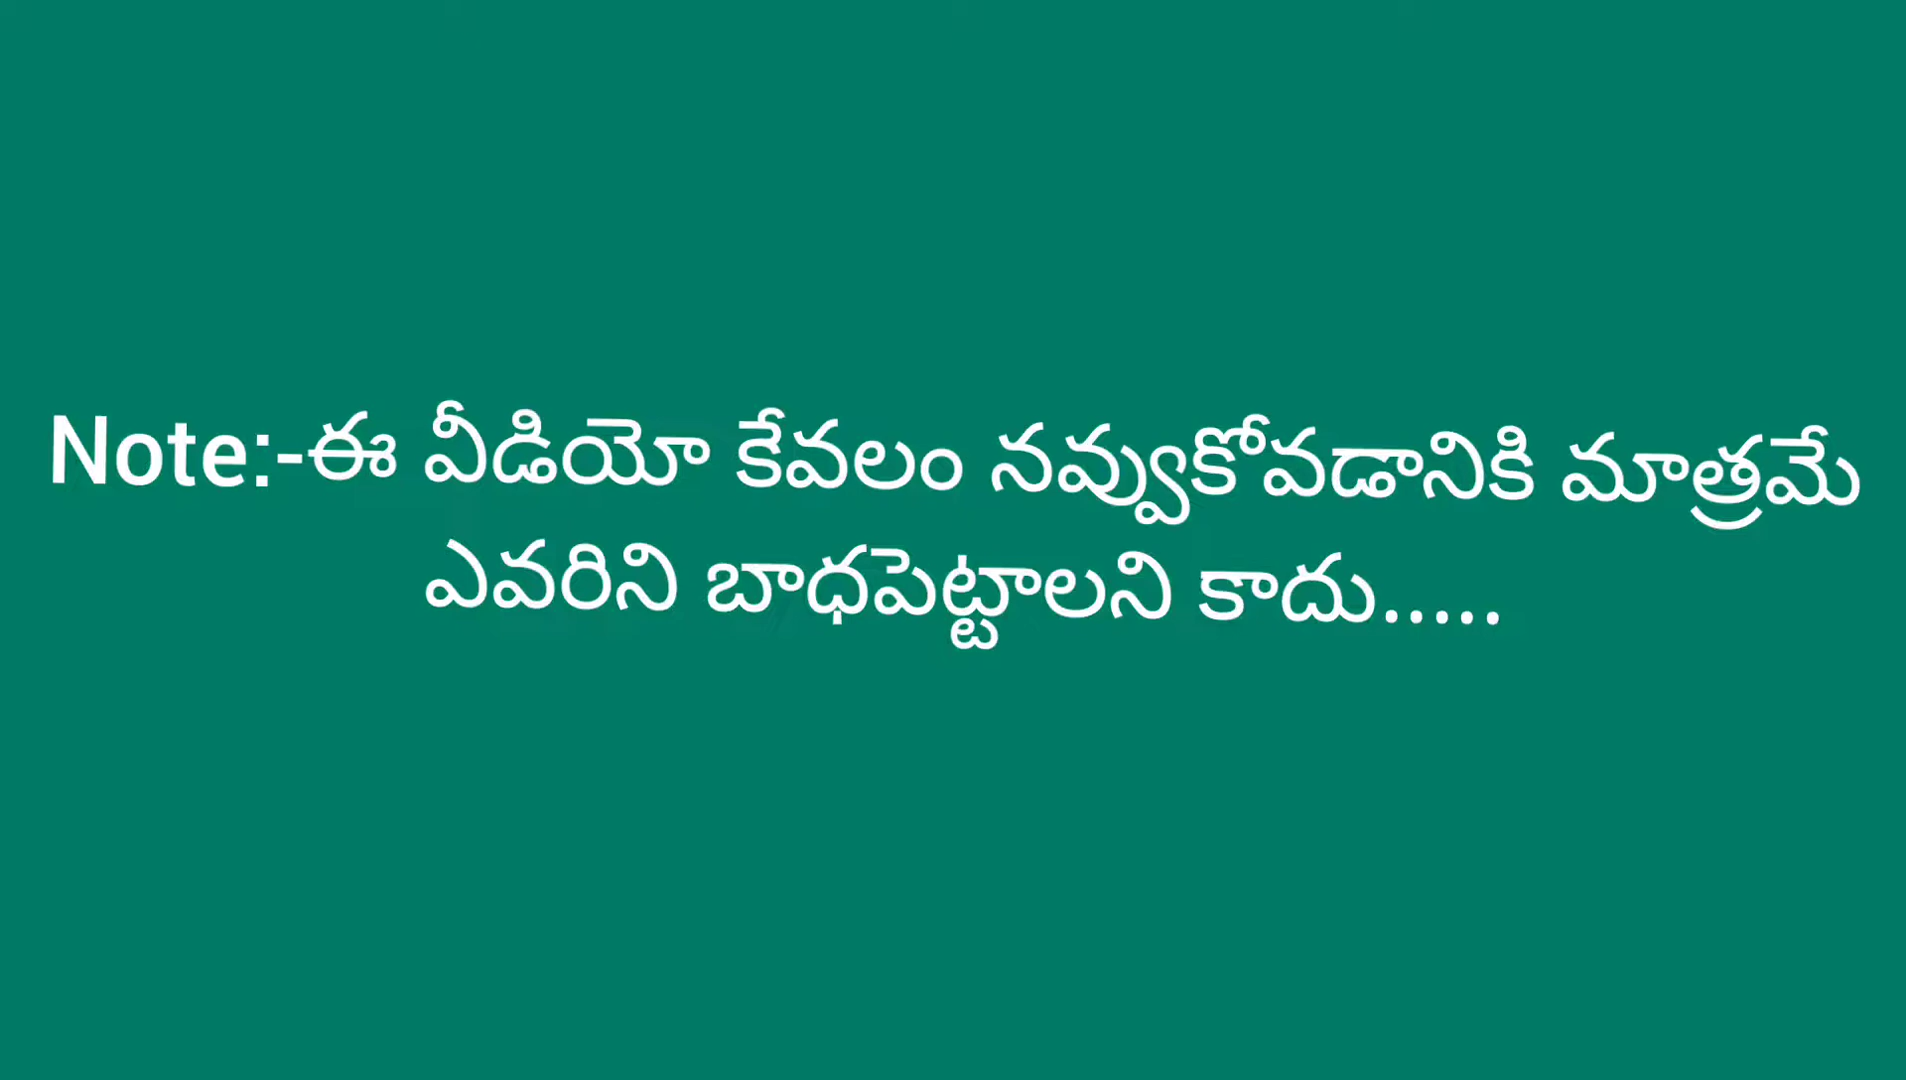 Note:-ఈ వీడియో కేవలం నవ్వుకోవడానికి మాత్రమే
ఎవరిని బాధపెట్టాలని కాదు.....